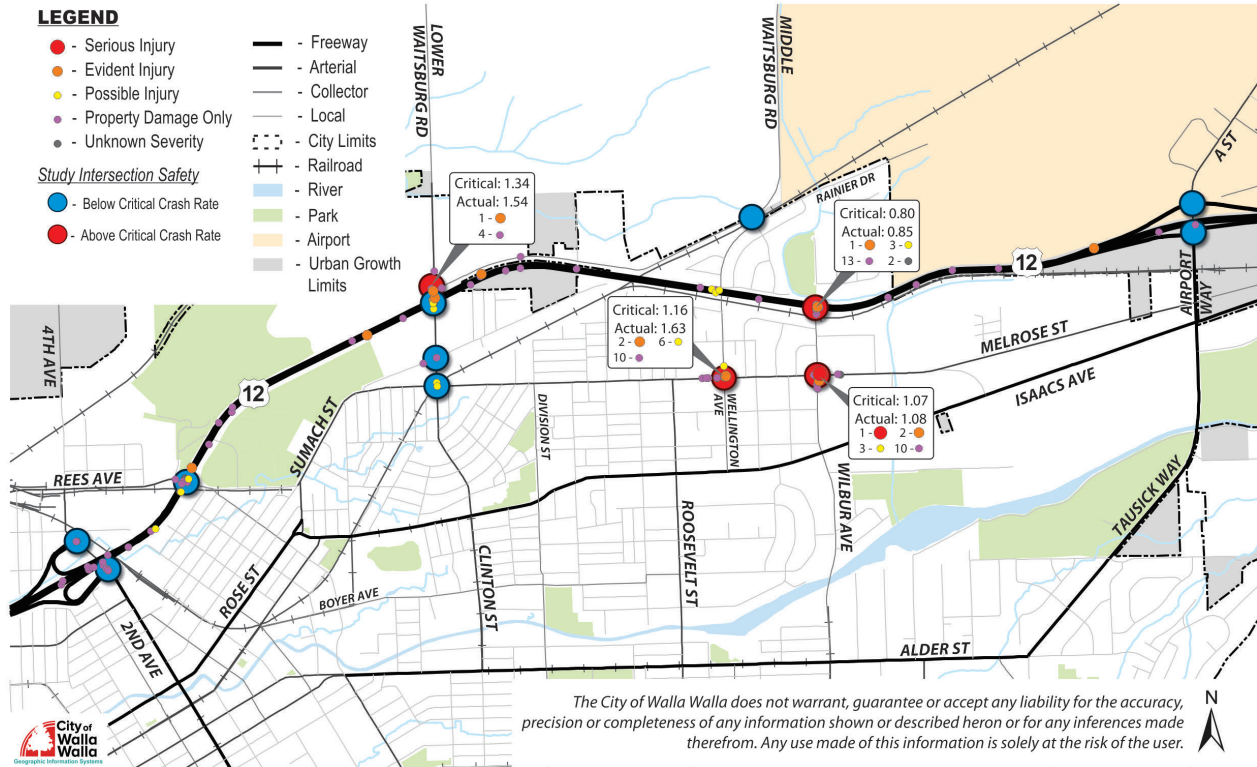 LEGEND
- Serious Injury
- Evident Injury
- Possible Injury
- Property Damage Only
- Unknown Severity
Study Intersection Safety
- Below Critical Crash Rate
- Above Critical Crash Rate
- Freeway
- Arterial
- Collector
- Local
- City Limits
- Railroad
- River
- Park
- Airport
- Urban Growth
Limits
LOWER
WAITSBURG RD
MIDDLE
WAITSBURG RD
A ST
RAINIER DR
Critical: 1.34
Actual: 1.54
1 -
4 -
Critical: 0.80
Actual: 0.85
1 - 3 -
13 - 2 -
12
AIRPORT
WAY
Critical: 1.16
Actual: 1.63
2 - 6 -
10 -
4TH AVE
12
MELROSE ST
ISAACS AVE
Critical: 1.07
Actual: 1.08
1 - 2 -
3 - 10 -
SUMACH ST
DIVISION ST
WELLINGTON
AVE
REES AVE
WILBUR AVE
TAUSICK WAY
ROOSEVELT ST
CLINTON ST
ROSE ST
BOYER AVE
2ND AVE
ALDER ST
The City of Walla Walla does not warrant, guarantee or accept any liability for the accuracy,
precision or completeness of any information shown or described heron or for any inferences made
therefrom. Any use made of this information is solely at the risk of the user.
N
City of
Walla
Walla
Geographic Information Systems